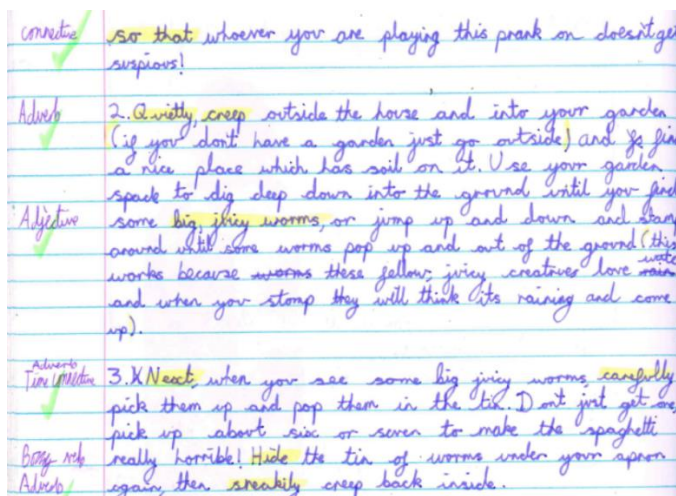 connective so that whoever you are playing this prank on doesn't get
suspious!
Adverb 2. Quietly, creep outside the house and into your garden
(if you don't have a garden just go outside) and find
a nice place which has soil on it. Use your garden
spack to dig deep down into the ground until you find
Adjective some big, juicy worms, or jump up and down and stamp
around until some worms pop up and out of the ground (this
works because worms these fellow, juicy creatures love water rain
and when you stomp they will think its raining and come
up).
Adverb
Time connective 3. Next, when you see some big juicy worms, carefully
pick them up and pop them in the tin. Dont just get one,
pick up about six or seven to make the spaghetti
Bossy verb really horrible! Hide the tin of worms under your apron
Adverb again, then sneakily creep back inside.